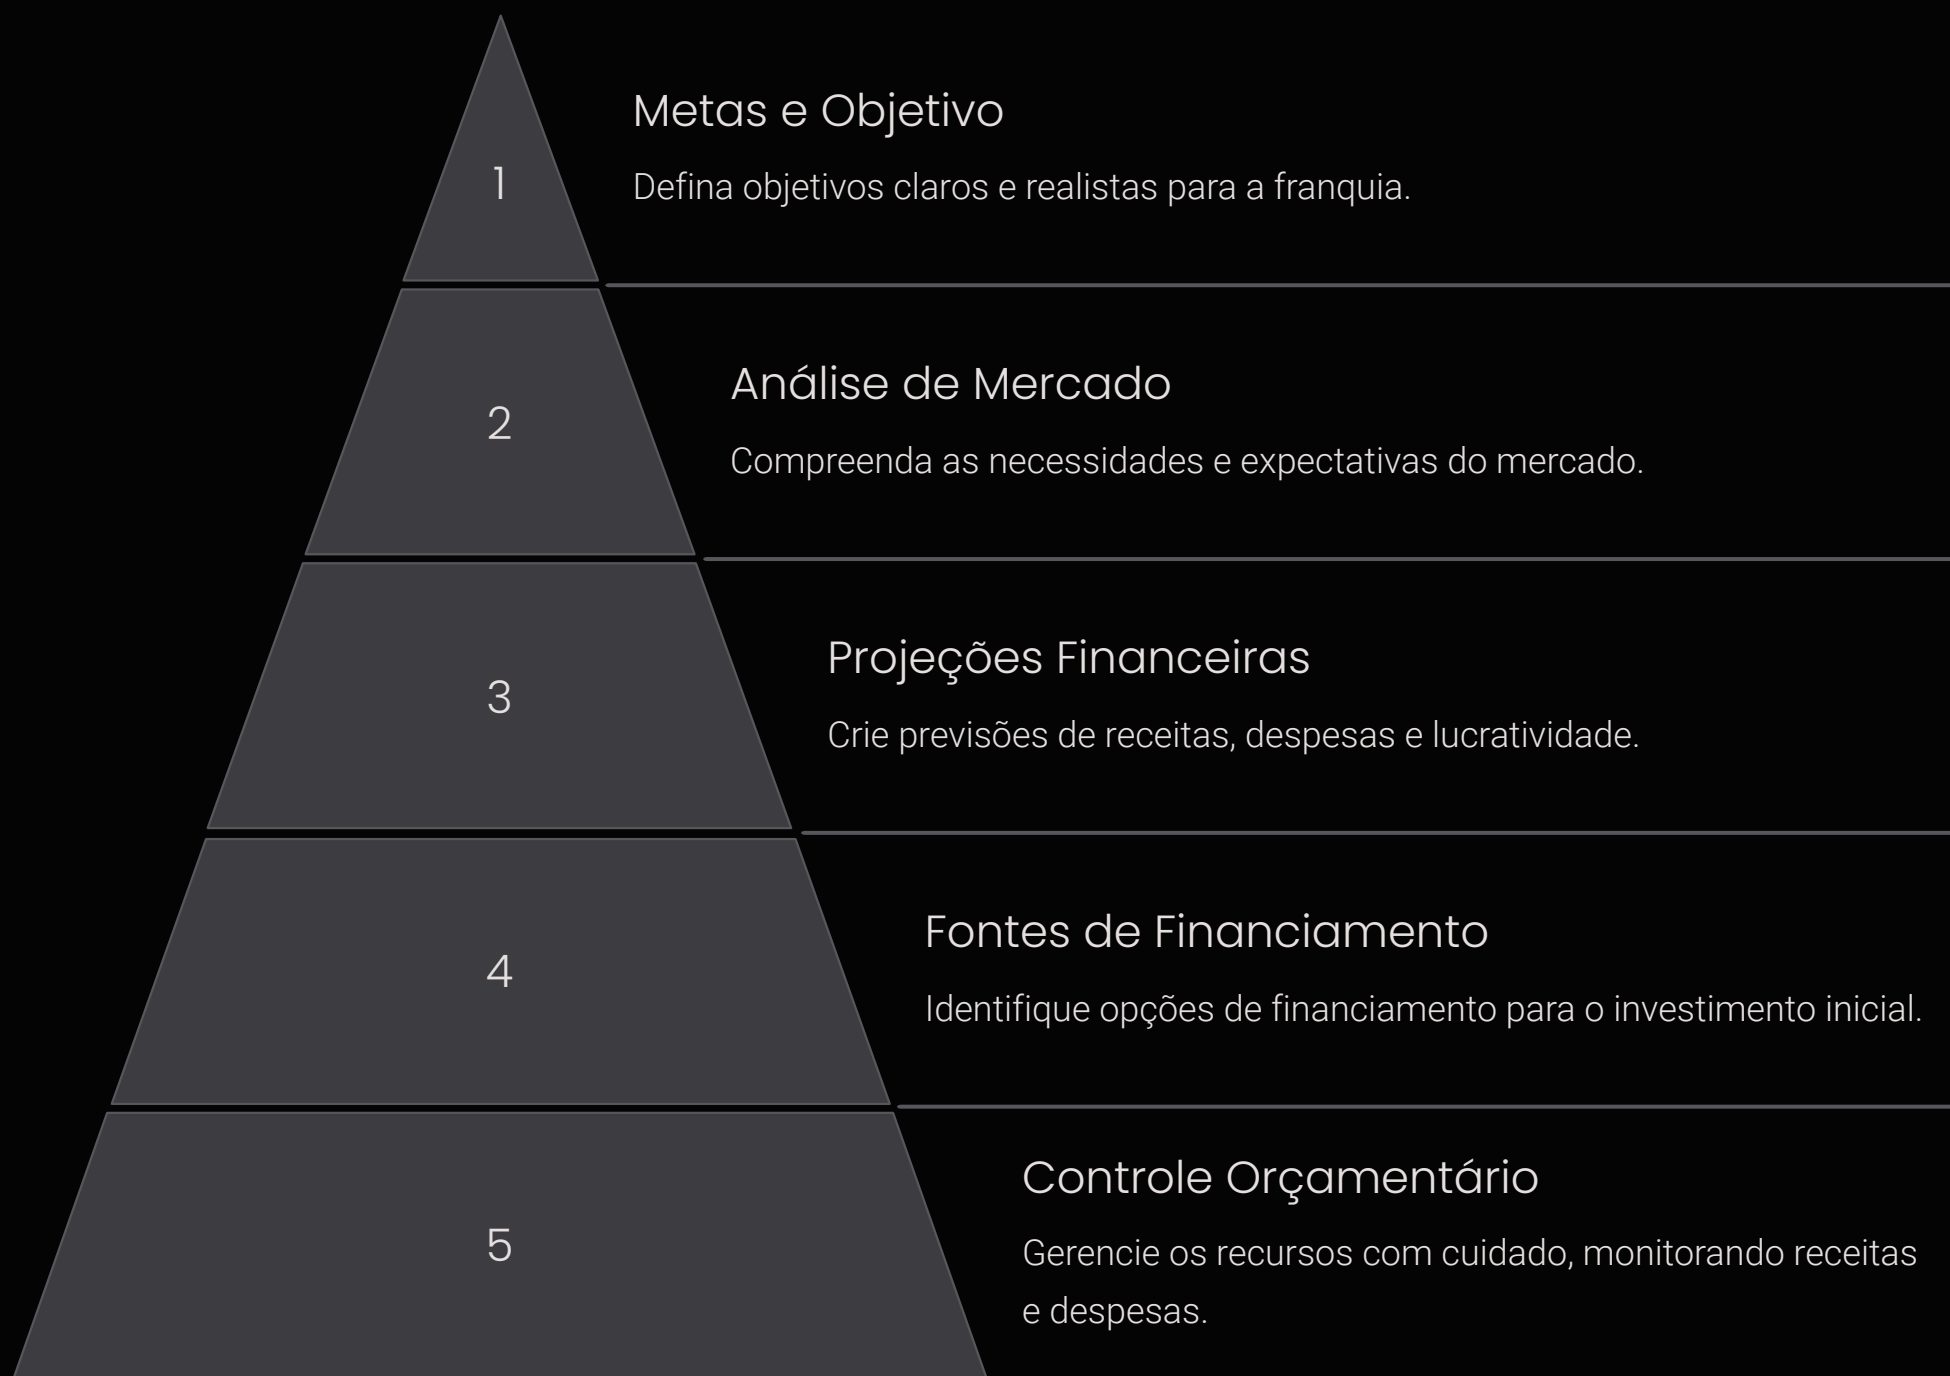 1
Metas e Objetivo
Defina objetivos claros e realistas para a franquia.
2
Análise de Mercado
Compreenda as necessidades e expectativas do mercado.
3
Projeções Financeiras
Crie previsões de receitas, despesas e lucratividade.
4
Fontes de Financiamento
Identifique opções de financiamento para o investimento inicial.
5
Controle Orçamentário
Gerencie os recursos com cuidado, monitorando receitas
e despesas.